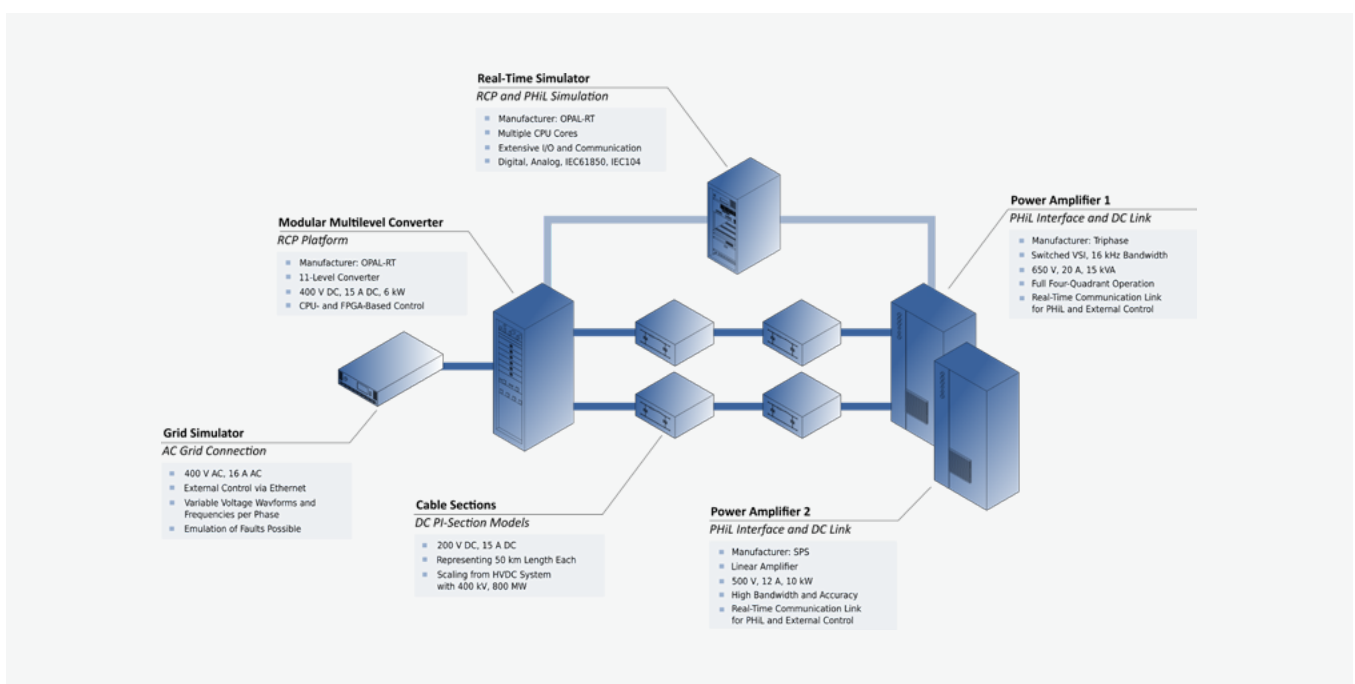 Real-Time Simulator
RCP and PHiL Simulation
Manufacturer: OPAL-RT
Multiple CPU Cores
Extensive I/O and Communication
Digital, Analog, IEC61850, IEC104
Modular Multilevel Converter
RCP Platform
Manufacturer: OPAL-RT
11-Level Converter
400 V DC, 15 A DC, 6 kW
CPU- and FPGA-Based Control
Power Amplifier 1
PHiL Interface and DC Link
Manufacturer: Triphase
Switched VSI, 16 kHz Bandwidth
650 V, 20 A, 15 kVA
Full Four-Quadrant Operation
Real-Time Communication Link
for PHiL and External Control
Grid Simulator
AC Grid Connection
400 V AC, 16 A AC
External Control via Ethernet
Variable Voltage Wavforms and
Frequencies per Phase
Emulation of Faults Possible
Cable Sections
DC PI-Section Models
200 V DC, 15 A DC
Representing 50 km Length Each
Scaling from HVDC System
with 400 kV, 800 MW
Power Amplifier 2
PHiL Interface and DC Link
Manufacturer: SPS
Linear Amplifier
500 V, 12 A, 10 kW
High Bandwidth and Accuracy
Real-Time Communication Link
for PHiL and External Control